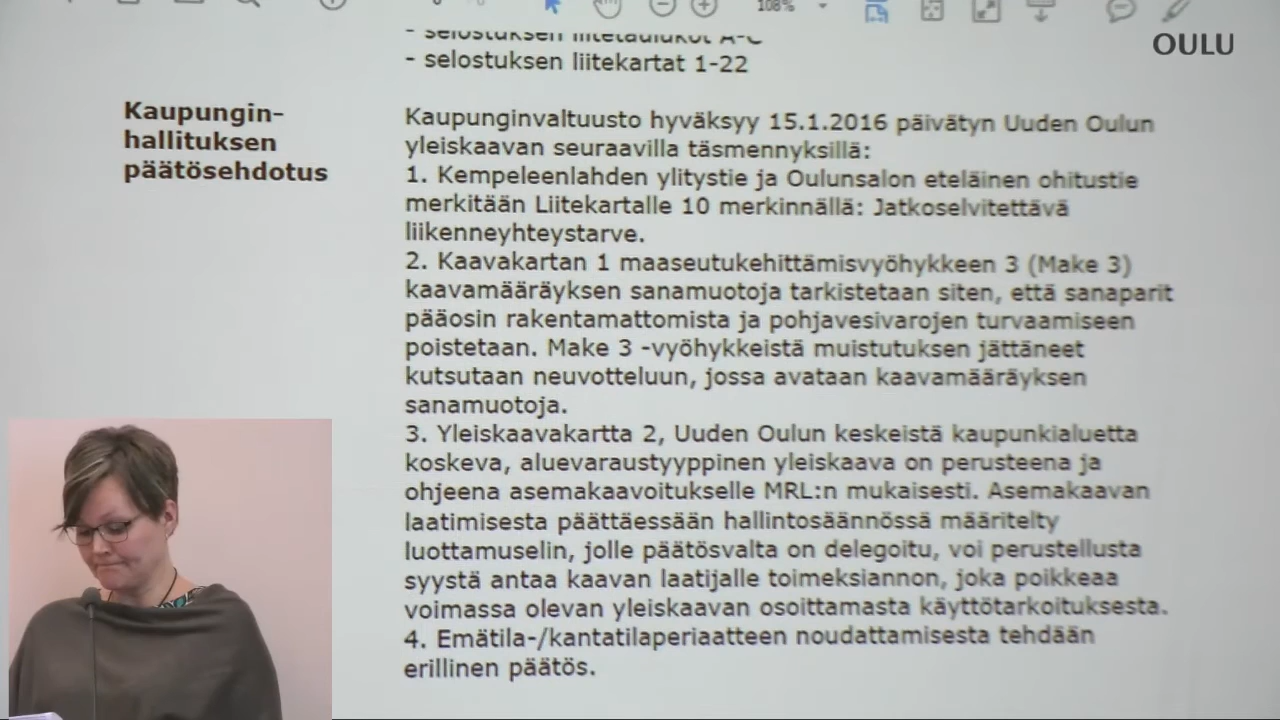 108%
OULU
- selostuksen liitetaulukot A-C
- selostuksen liitekartat 1-22
Kaupungin-
hallituksen
päätösehdotus
Kaupunginvaltuusto hyväksyy 15.1.2016 päivätyn Uuden Oulun
yleiskaavan seuraavilla täsmennyksillä:
1. Kempeleenlahden ylitystie ja Oulunsalon eteläinen ohitustie
merkitään Liitekartalle 10 merkinnällä: Jatkoselvitettävä
liikenneyhteystarve.
2. Kaavakartan 1 maaseutukehittämisvyöhykkeen 3 (Make 3)
kaavamääräyksen sanamuotoja tarkistetaan siten, että sanaparit
pääosin rakentamattomista ja pohjavesivarojen turvaamiseen
poistetaan. Make 3 -vyöhykkeistä muistutuksen jättäneet
kutsutaan neuvotteluun, jossa avataan kaavamääräyksen
sanamuotoja.
3. Yleiskaavakartta 2, Uuden Oulun keskeistä kaupunkialuetta
koskeva, aluevaraustyyppinen yleiskaava on perusteena ja
ohjeena asemakaavoitukselle MRL:n mukaisesti. Asemakaavan
laatimisesta päättäessään hallintosäännössä määritelty
luottamuselin, jolle päätösvalta on delegoitu, voi perustellusta
syystä antaa kaavan laatijalle toimeksiannon, joka poikkeaa
voimassa olevan yleiskaavan osoittamasta käyttötarkoituksesta.
4. Emätila-/kantatilaperiaatteen noudattamisesta tehdään
erillinen päätös.